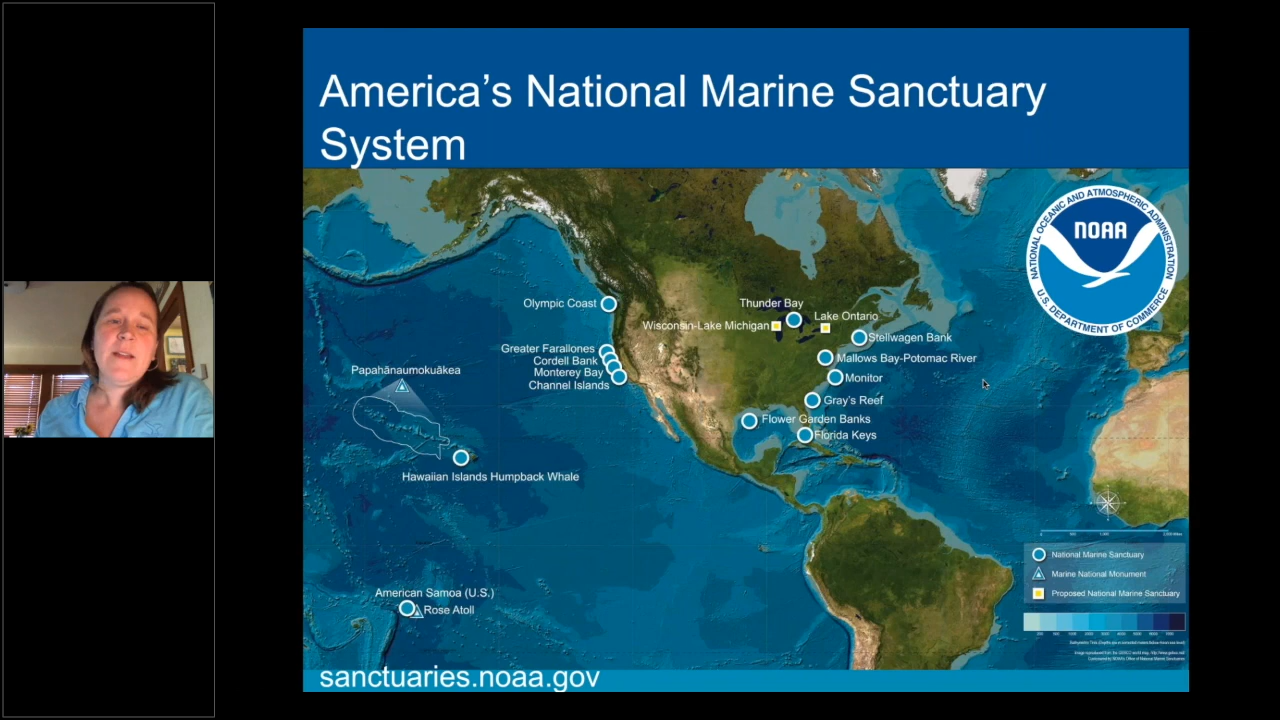 America's National Marine Sanctuary
System
NATIONAL OCEANIC AND ATMOSPHERIC ADMINISTRATION
NOAA
U.S. DEPARTMENT OF COMMERCE
Olympic Coast
Thunder Bay
Lake Ontario
Wisconsin-Lake Michigan
Stellwagen Bank
Greater Farallones
Cordell Bank
Monterey Bay
Channel Islands
Mallows Bay-Potomac River
Papahānaumokuākea
Monitor
Gray's Reef
Flower Garden Banks
Florida Keys
Hawaiian Islands Humpback Whale
National Marine Sanctuary
Marine National Monument
Proposed National Marine Sanctuary
American Samoa (U.S.)
Rose Atoll
sanctuaries.noaa.gov